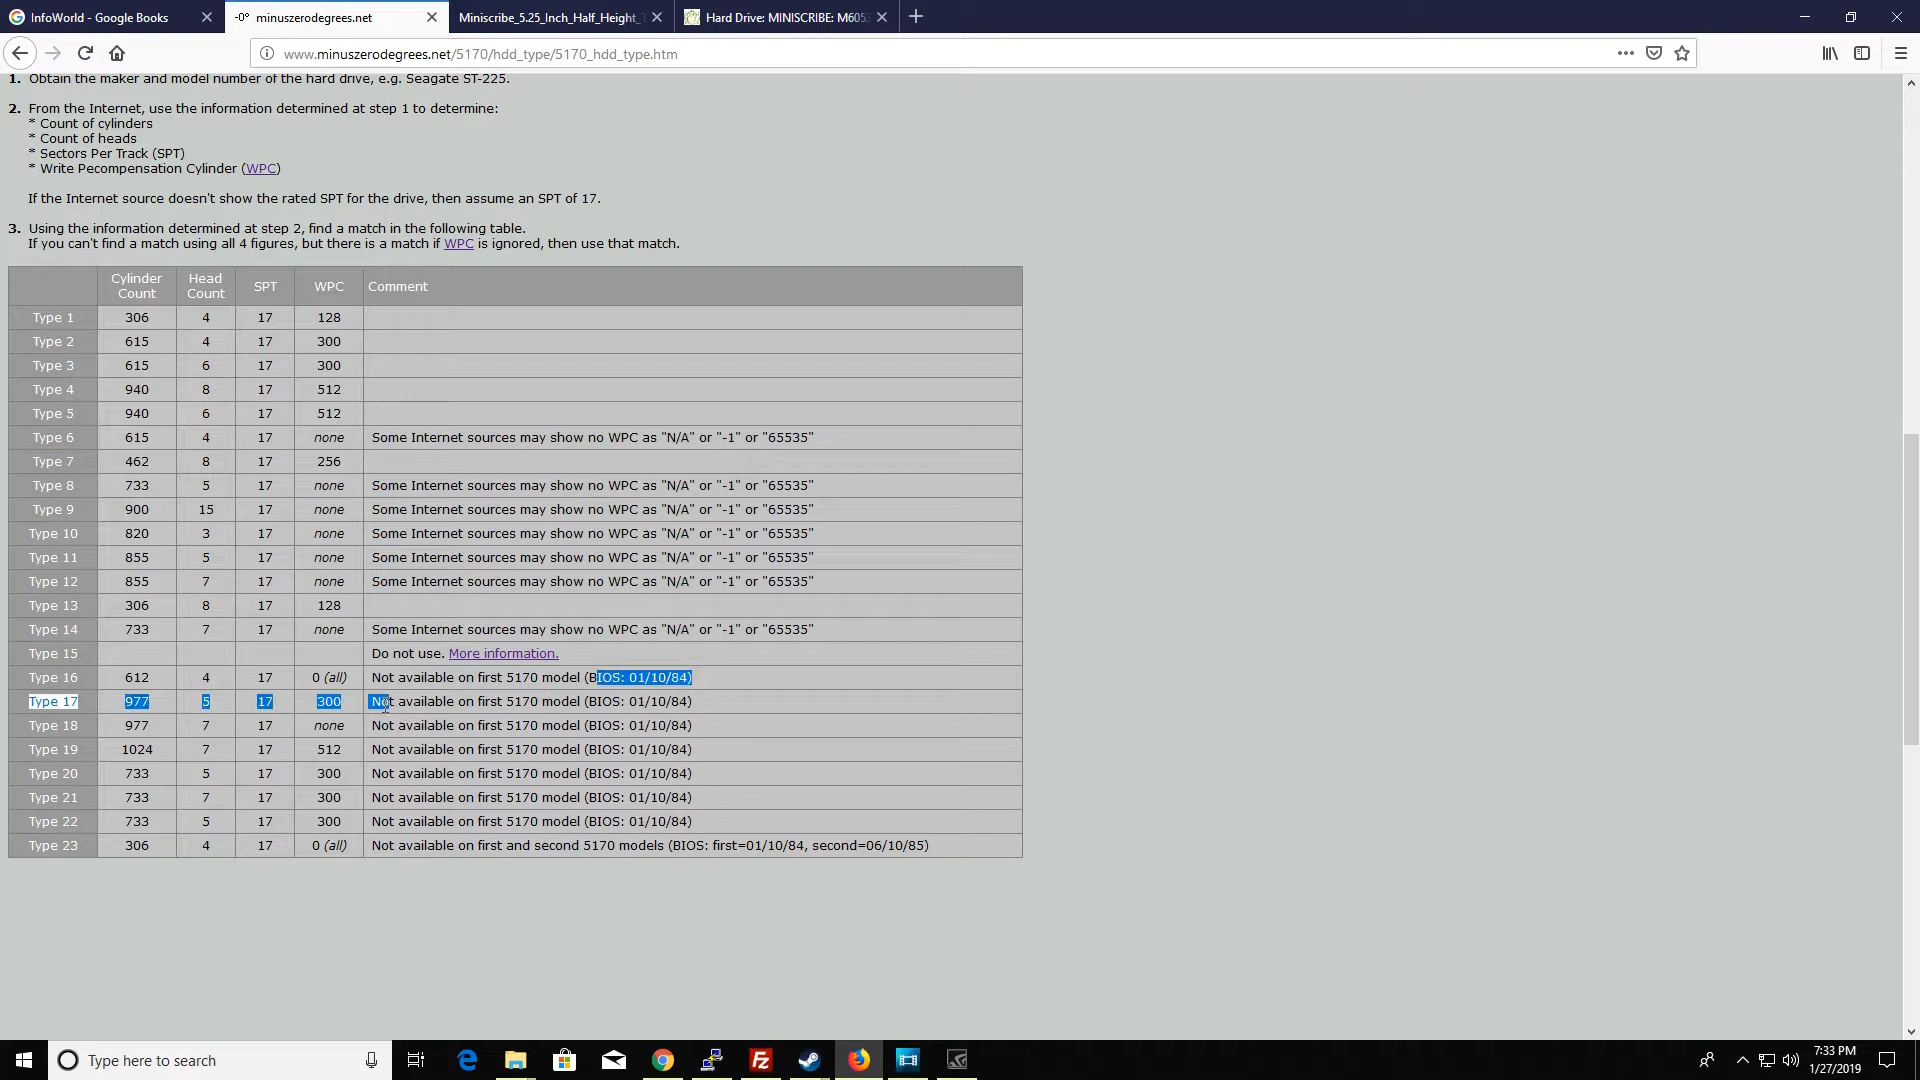 InfoWorld - Google Books
-0° minuszerodegrees.net
Miniscribe_5.25_Inch_Half_Height_
Hard Drive: MINISCRIBE: M6053
www.minuszerodegrees.net/5170/hdd_type/5170_hdd_type.htm
1. Obtain the maker and model number of the hard drive, e.g. Seagate ST-225.
2. From the Internet, use the information determined at step 1 to determine:
* Count of cylinders
* Count of heads
* Sectors Per Track (SPT)
* Write Pecompensation Cylinder (WPC)
If the Internet source doesn't show the rated SPT for the drive, then assume an SPT of 17.
3. Using the information determined at step 2, find a match in the following table.
If you can't find a match using all 4 figures, but there is a match if WPC is ignored, then use that match.
Cylinder Count Head Count SPT WPC Comment
Type 1 306 4 17 128
Type 2 615 4 17 300
Type 3 615 6 17 300
Type 4 940 8 17 512
Type 5 940 6 17 512
Type 6 615 4 17 none Some Internet sources may show no WPC as "N/A" or "-1" or "65535"
Type 7 462 8 17 256
Type 8 733 5 17 none Some Internet sources may show no WPC as "N/A" or "-1" or "65535"
Type 9 900 15 17 none Some Internet sources may show no WPC as "N/A" or "-1" or "65535"
Type 10 820 3 17 none Some Internet sources may show no WPC as "N/A" or "-1" or "65535"
Type 11 855 5 17 none Some Internet sources may show no WPC as "N/A" or "-1" or "65535"
Type 12 855 7 17 none Some Internet sources may show no WPC as "N/A" or "-1" or "65535"
Type 13 306 8 17 128
Type 14 733 7 17 none Some Internet sources may show no WPC as "N/A" or "-1" or "65535"
Type 15 Do not use. More information.
Type 16 612 4 17 0 (all) Not available on first 5170 model (BIOS: 01/10/84)
Type 17 977 5 17 300 Not available on first 5170 model (BIOS: 01/10/84)
Type 18 977 7 17 none Not available on first 5170 model (BIOS: 01/10/84)
Type 19 1024 7 17 512 Not available on first 5170 model (BIOS: 01/10/84)
Type 20 733 5 17 300 Not available on first 5170 model (BIOS: 01/10/84)
Type 21 733 7 17 300 Not available on first 5170 model (BIOS: 01/10/84)
Type 22 733 5 17 300 Not available on first 5170 model (BIOS: 01/10/84)
Type 23 306 4 17 0 (all) Not available on first and second 5170 models (BIOS: first=01/10/84, second=06/10/85)
Type here to search
7:33 PM
1/27/2019